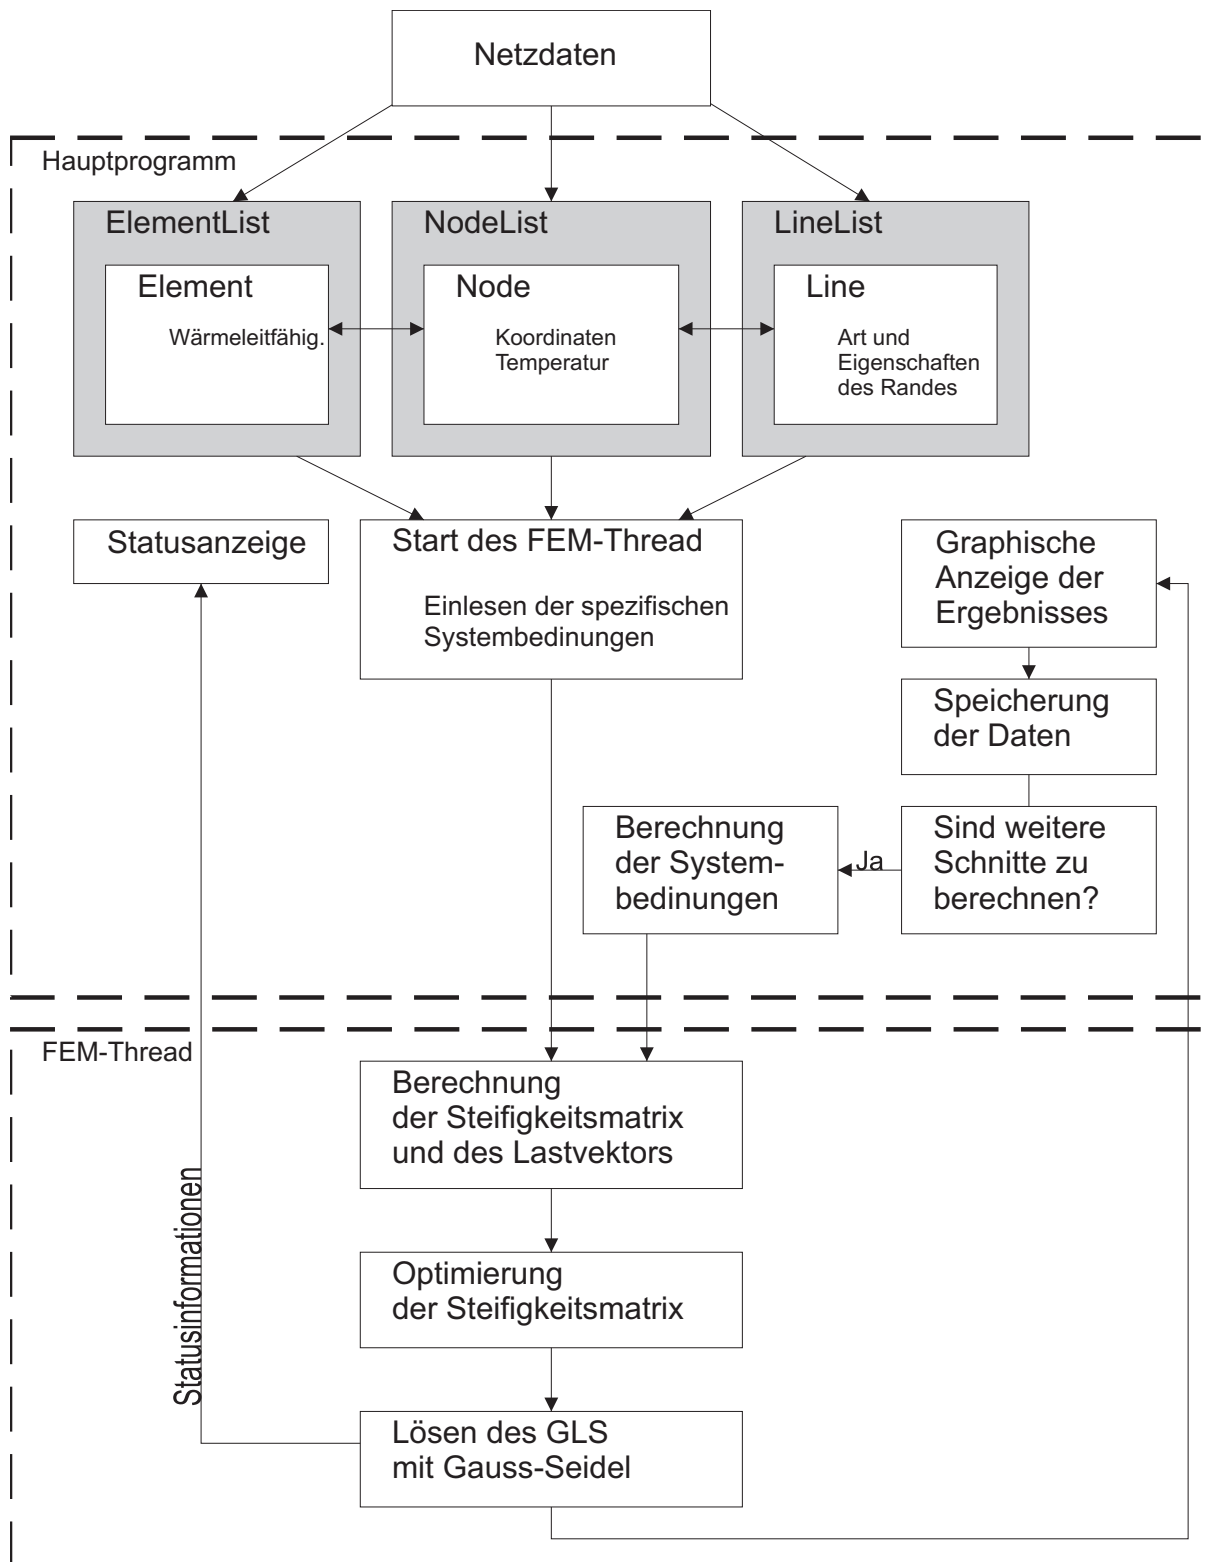 Netzdaten
Hauptprogramm
ElementList
NodeList
LineList
Element
Node
Line
Wärmeleitfähig.
Koordinaten
Temperatur
Art und
Eigenschaften
des Randes
Statusanzeige
Start des FEM-Thread
Einlesen der spezifischen
Systembedinungen
Graphische
Anzeige der
Ergebnisses
Speicherung
der Daten
Berechnung
der System-
bedinungen
Ja
Sind weitere
Schnitte zu
berechnen?
FEM-Thread
Berechnung
der Steifigkeitsmatrix
und des Lastvektors
Statusinformationen
Optimierung
der Steifigkeitsmatrix
Lösen des GLS
mit Gauss-Seidel